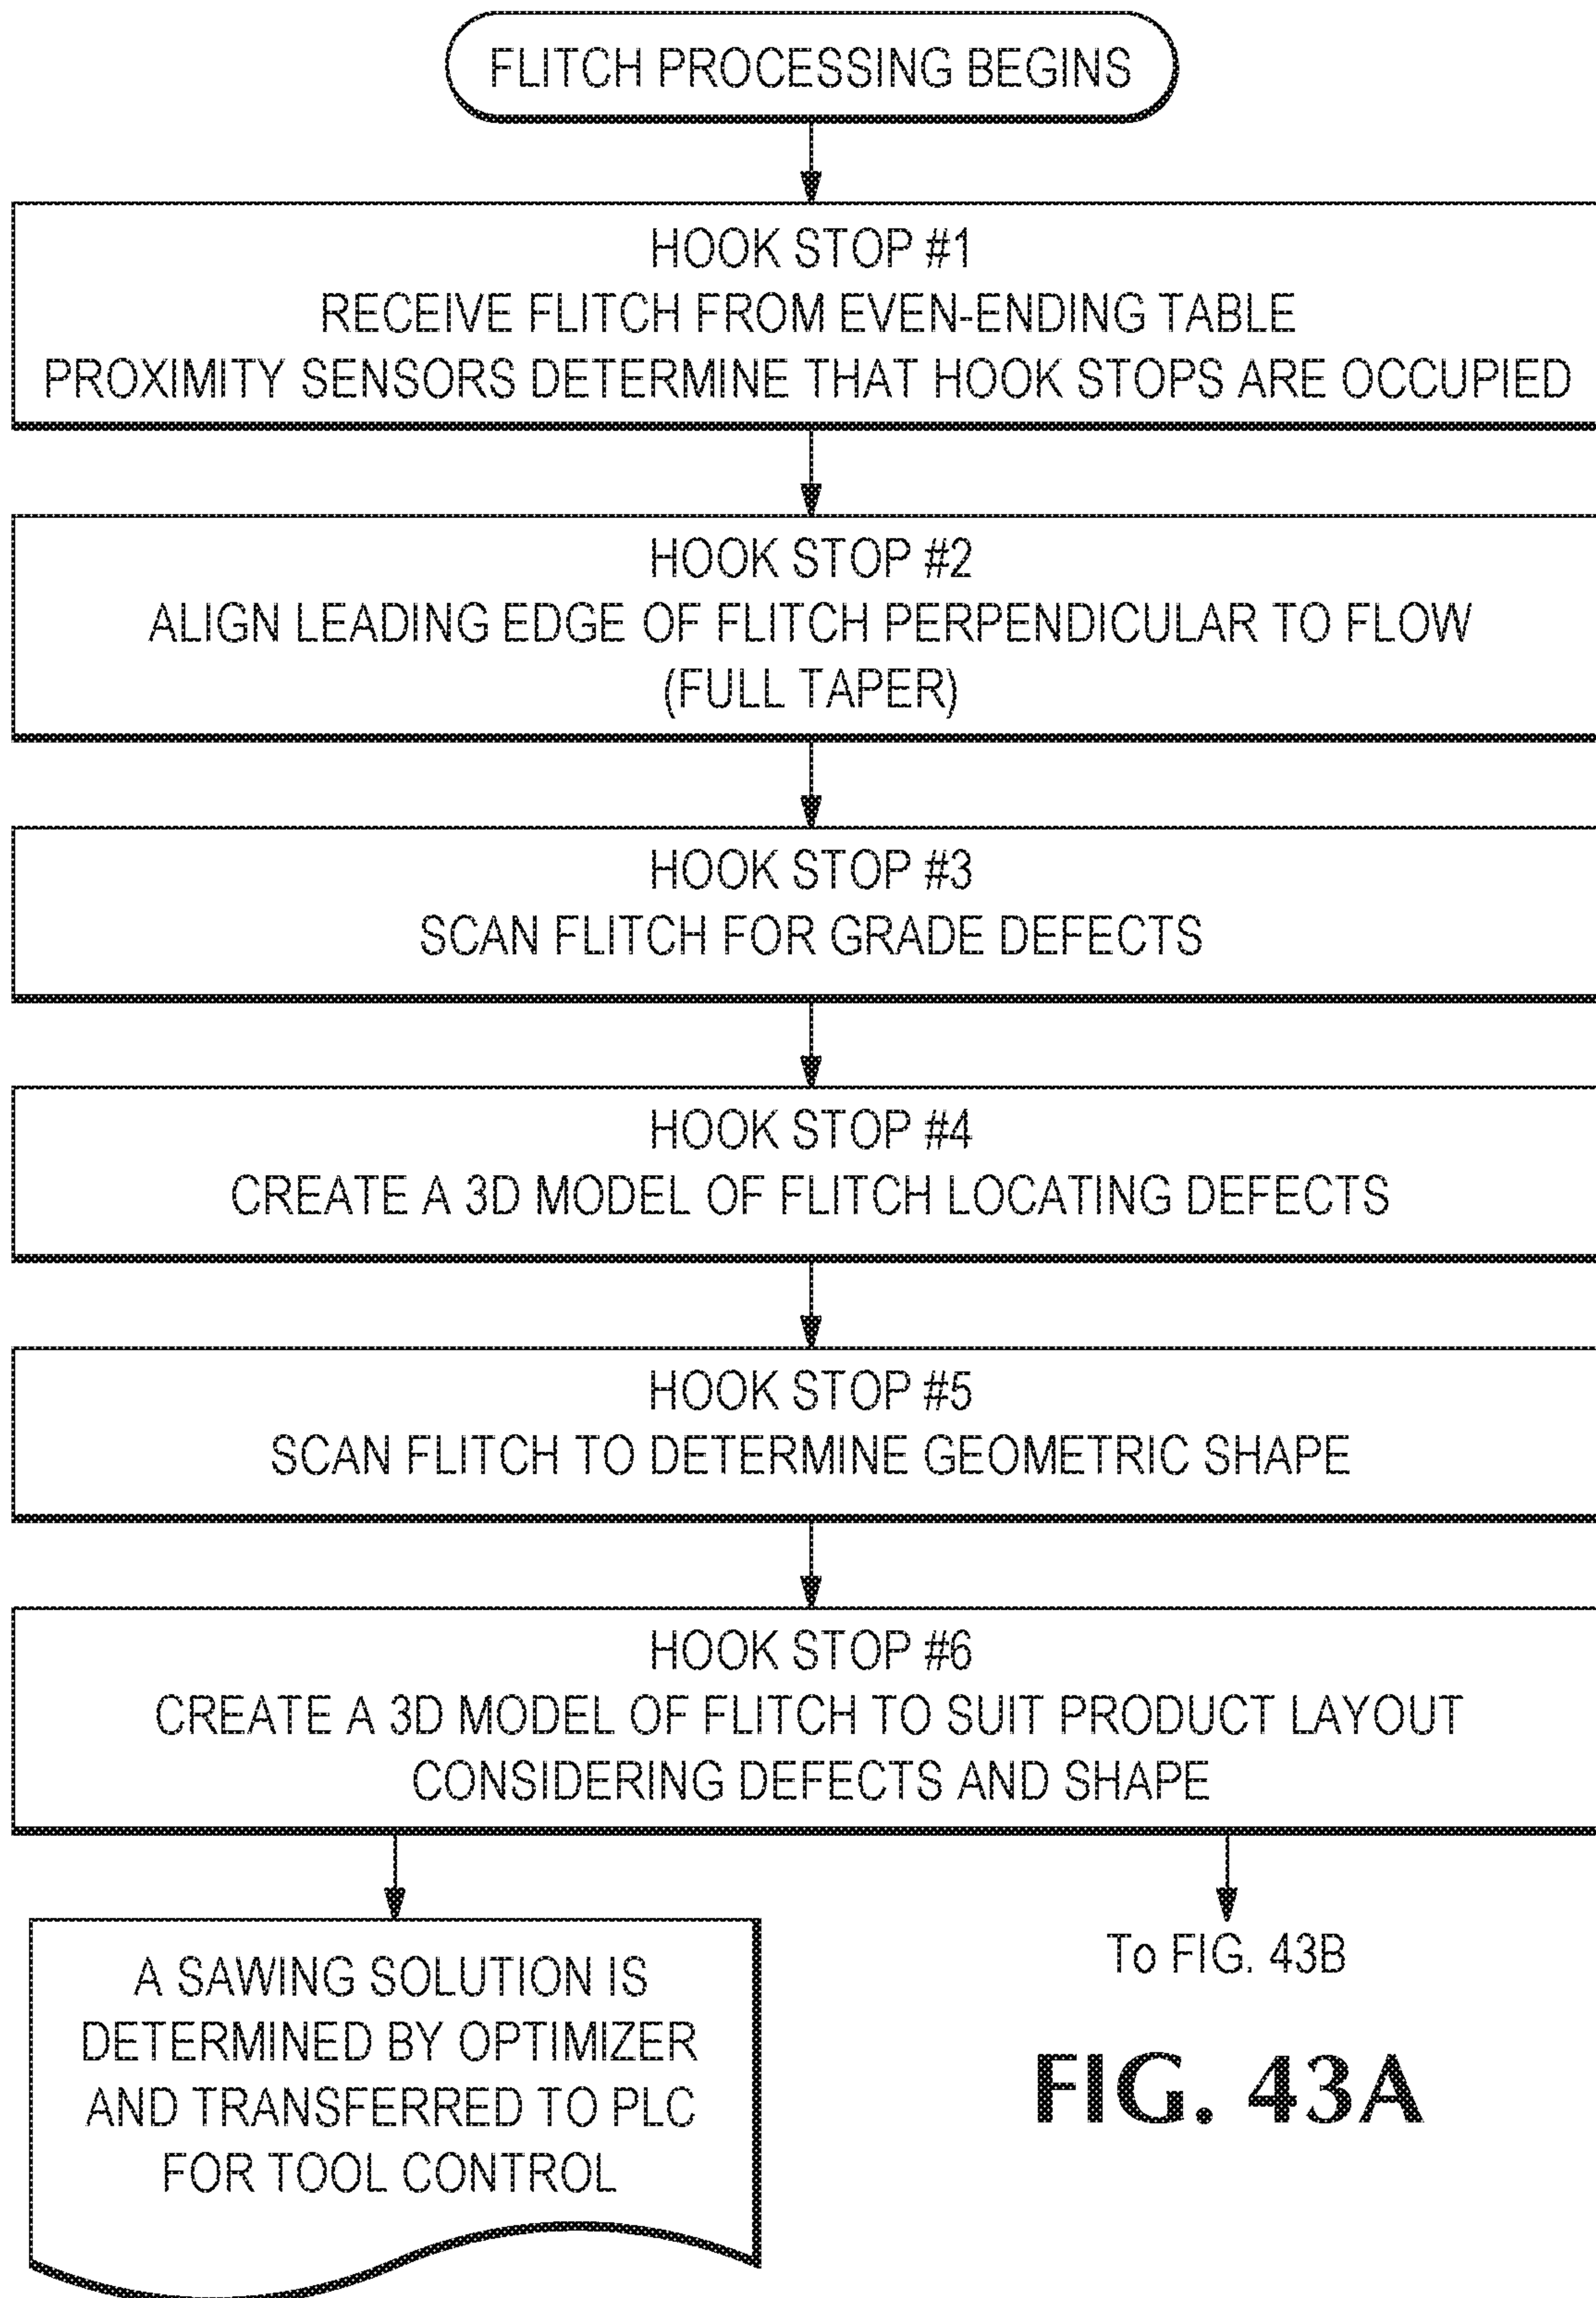 FLITCH PROCESSING BEGINS
HOOK STOP #1
RECEIVE FLITCH FROM EVEN-ENDING TABLE
PROXIMITY SENSORS DETERMINE THAT HOOK STOPS ARE OCCUPIED
HOOK STOP #2
ALIGN LEADING EDGE OF FLITCH PERPENDICULAR TO FLOW
(FULL TAPER)
HOOK STOP #3
SCAN FLITCH FOR GRADE DEFECTS
HOOK STOP #4
CREATE A 3D MODEL OF FLITCH LOCATING DEFECTS
HOOK STOP #5
SCAN FLITCH TO DETERMINE GEOMETRIC SHAPE
HOOK STOP #6
CREATE A 3D MODEL OF FLITCH TO SUIT PRODUCT LAYOUT
CONSIDERING DEFECTS AND SHAPE
A SAWING SOLUTION IS
DETERMINED BY OPTIMIZER
AND TRANSFERRED TO PLC
FOR TOOL CONTROL
To FIG. 43B
FIG. 43A